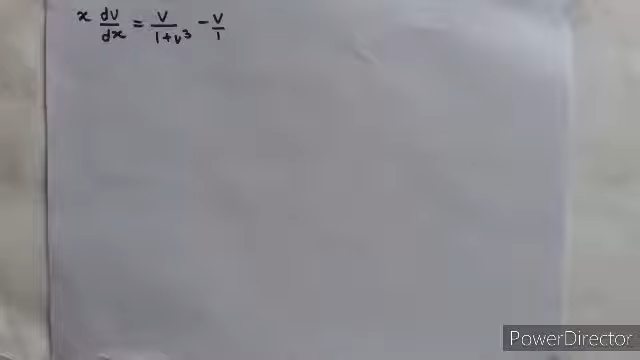 x dv/dx = v/1+v³ - v/1
PowerDirector